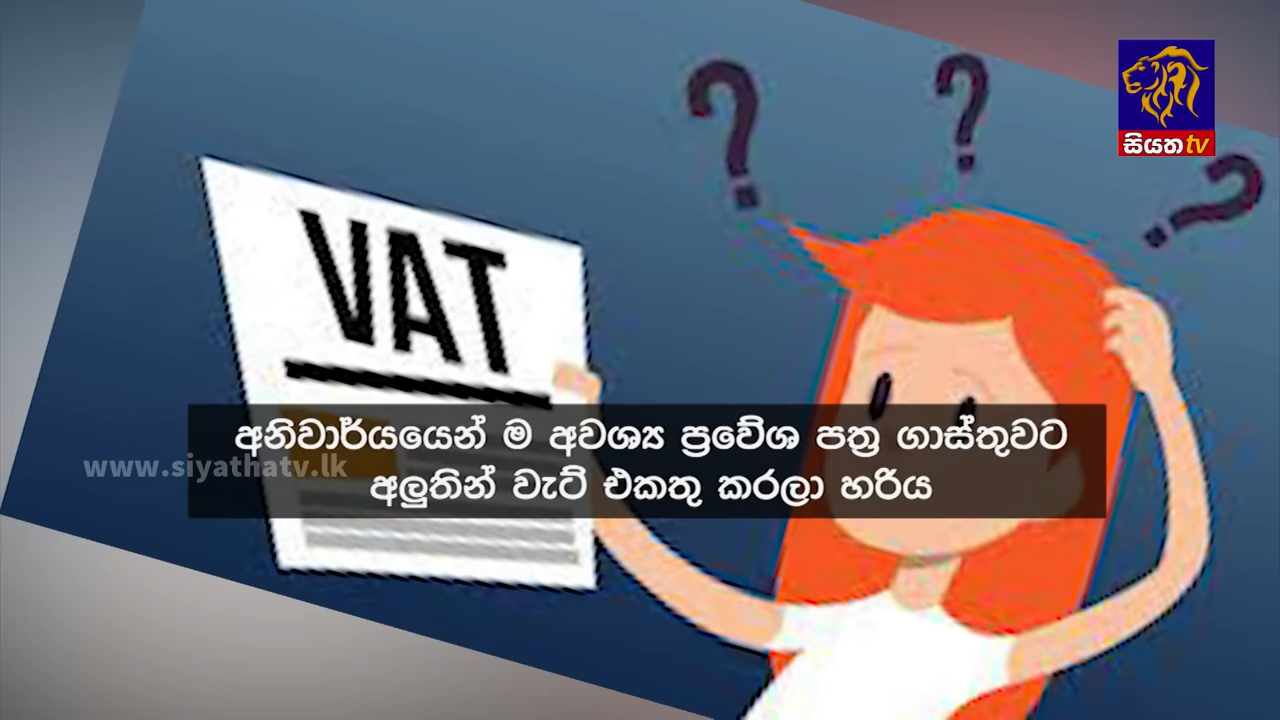 සියත tv
VAT
අනිවාර්යයෙන් ම අවශ්‍ය ප්‍රවේශ පත්‍ර ගාස්තුවට
www.siyathatv.lk
අලුතින් වැට් එකතු කරලා හරිය